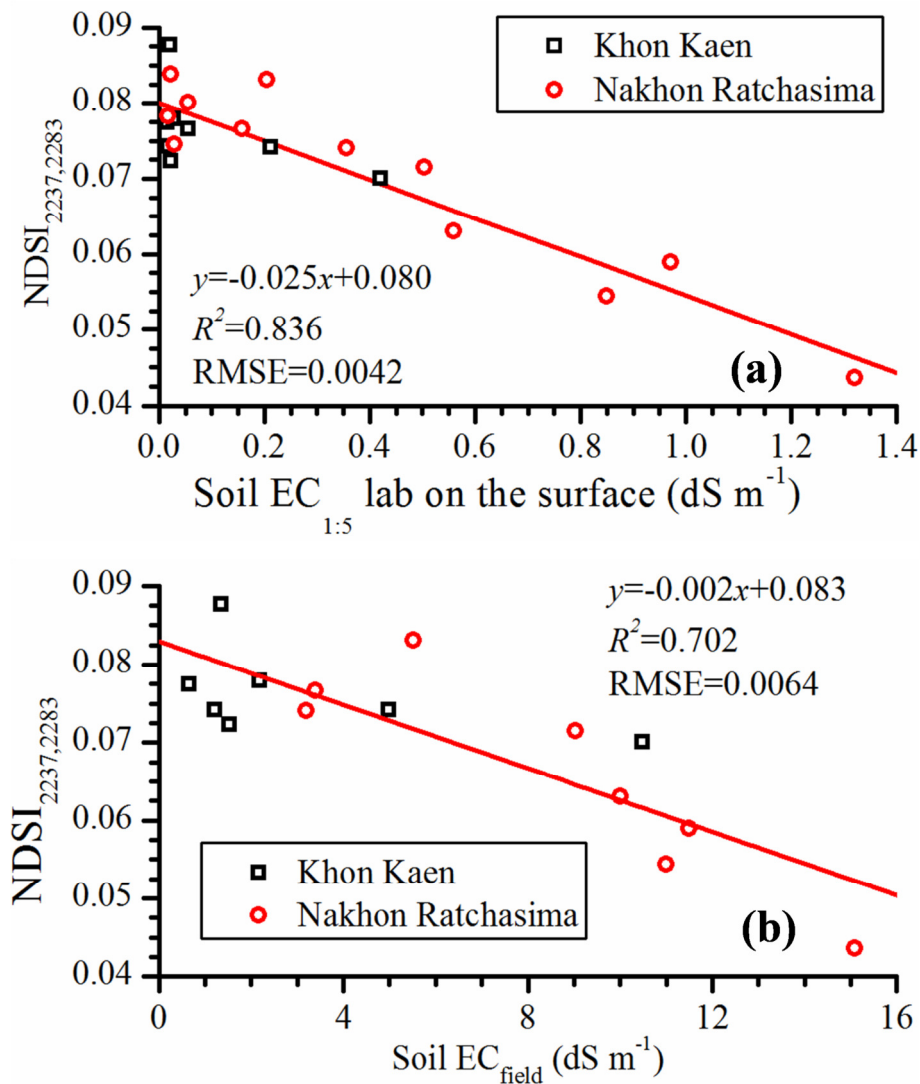 0.09
0.08
0.07
0.06
0.05
0.04
NDSI2237,2283
Khon Kaen
Nakhon Ratchasima
y=-0.025x+0.080
R²=0.836
RMSE=0.0042
(a)
0.0 0.2 0.4 0.6 0.8 1.0 1.2 1.4
Soil EC1:5 lab on the surface (dS m⁻¹)
0.09
0.08
0.07
0.06
0.05
0.04
NDSI2237,2283
y=-0.002x+0.083
R²=0.702
RMSE=0.0064
Khon Kaen
Nakhon Ratchasima
(b)
0 4 8 12 16
Soil ECfield (dS m⁻¹)